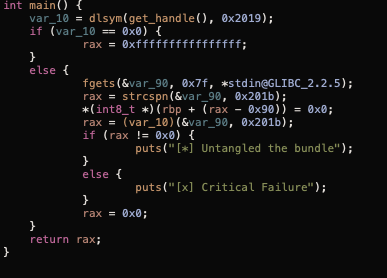 int main() {
var_10 = dlsym(get_handle(), 0x2019);
if (var_10 == 0x0) {
rax = 0xffffffffffffffff;
}
else {
fgets(&var_90, 0x7f, *stdin@GLIBC_2.2.5);
rax = strcspn(&var_90, 0x201b);
*(int8_t *)(rbp + (rax - 0x90)) = 0x0;
rax = (var_10)(&var_90, 0x201b);
if (rax != 0x0) {
puts("[*] Untangled the bundle");
}
else {
puts("[x] Critical Failure");
}
rax = 0x0;
}
return rax;
}